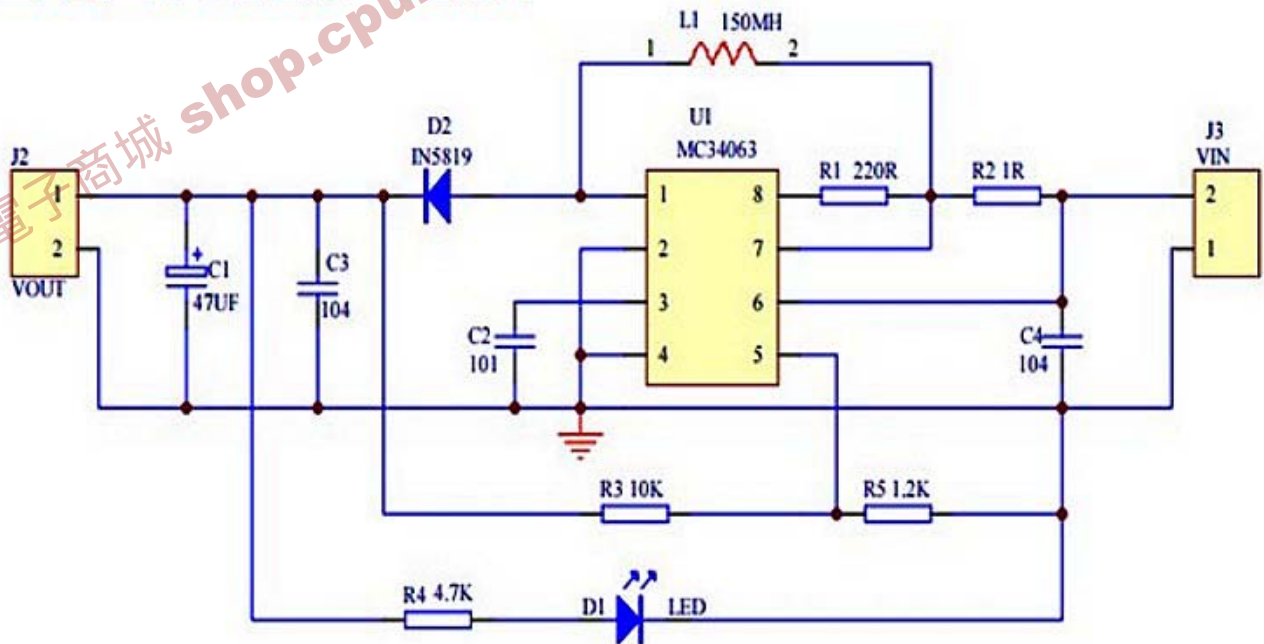 電子商城 shop.cpu
L1 150MH
1 2
U1
MC34063
D2
IN5819
J3
VIN
J2
R1 220R
R2 1R
1
1 8
2
2
2 7
1
VOUT
C1
47UF
+
C3
104
C2
101
3 6
4 5
C4
104
R3 10K
R5 1.2K
R4 4.7K
D1
LED